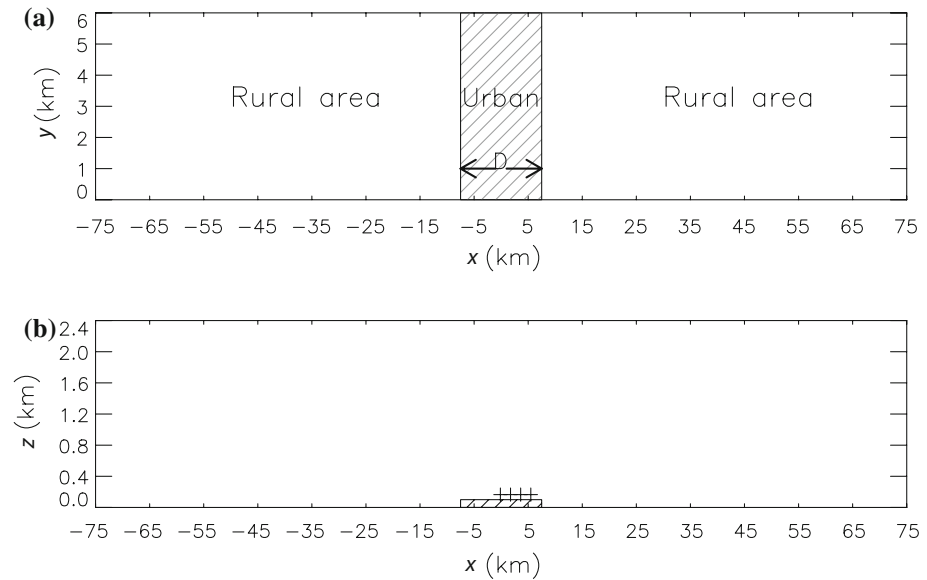 (a)
6
5
4
3
2
1
0
y (km)
Rural area
Urban
Rural area
D
−75 −65 −55 −45 −35 −25 −15 −5 5 15 25 35 45 55 65 75
x (km)
(b)
2.4
2.0
1.6
1.2
0.8
0.4
0.0
z (km)
−75 −65 −55 −45 −35 −25 −15 −5 5 15 25 35 45 55 65 75
x (km)